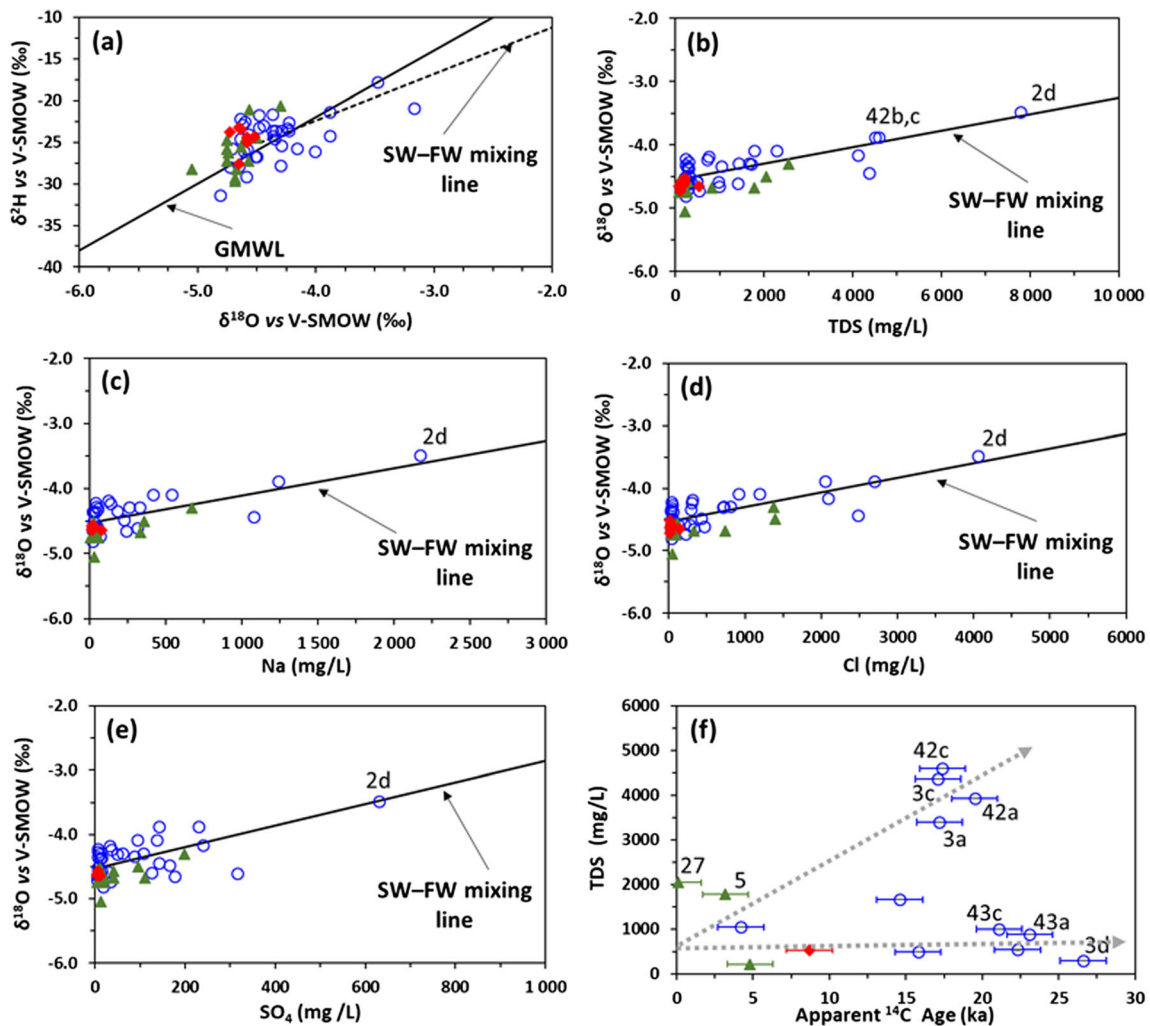 (a)
δ²H vs V-SMOW (‰)
-10
-15
-20
-25
-30
-35
-40
-6.0 -5.0 -4.0 -3.0 -2.0
δ¹⁸O vs V-SMOW (‰)
SW–FW mixing
line
GMWL
(b)
δ¹⁸O vs V-SMOW (‰)
-2.0
-3.0
-4.0
-5.0
-6.0
0 2 000 4 000 6 000 8 000 10 000
TDS (mg/L)
42b,c
2d
SW–FW mixing
line
(c)
δ¹⁸O vs V-SMOW (‰)
-2.0
-3.0
-4.0
-5.0
-6.0
0 500 1 000 1 500 2 000 2 500 3 000
Na (mg/L)
2d
SW–FW mixing
line
(d)
δ¹⁸O vs V-SMOW (‰)
-2.0
-3.0
-4.0
-5.0
-6.0
0 1000 2000 3000 4000 5000 6000
Cl (mg/L)
2d
SW–FW mixing
line
(e)
δ¹⁸O vs V-SMOW (‰)
-2.0
-3.0
-4.0
-5.0
-6.0
0 200 400 600 800 1 000
SO₄ (mg /L)
2d
SW–FW mixing
line
(f)
TDS (mg/L)
6000
5000
4000
3000
2000
1000
0
0 5 10 15 20 25 30
Apparent ¹⁴C Age (ka)
42c
3c
42a
3a
27
5
43c
43a
3d